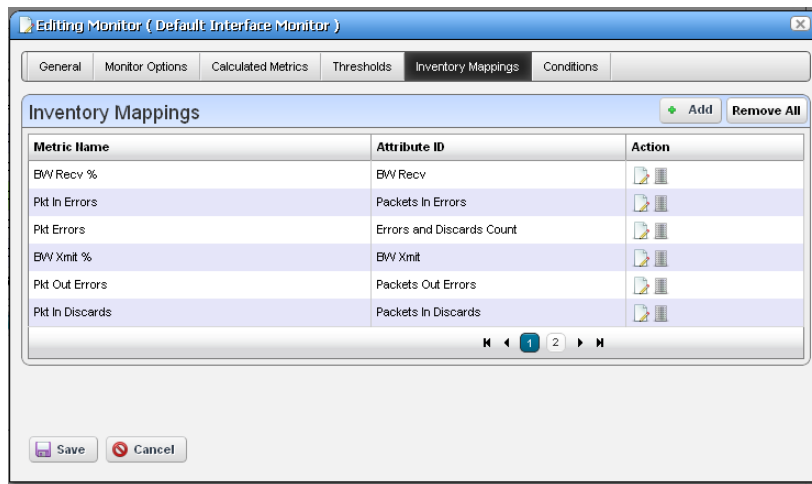 Editing Monitor ( Default Interface Monitor )
General Monitor Options Calculated Metrics Thresholds Inventory Mappings Conditions
Inventory Mappings Add Remove All
Metric Name Attribute ID Action
BW Recv % BW Recv
Pkt In Errors Packets In Errors
Pkt Errors Errors and Discards Count
BW Xmit % BW Xmit
Pkt Out Errors Packets Out Errors
Pkt In Discards Packets In Discards
1 2
Save Cancel